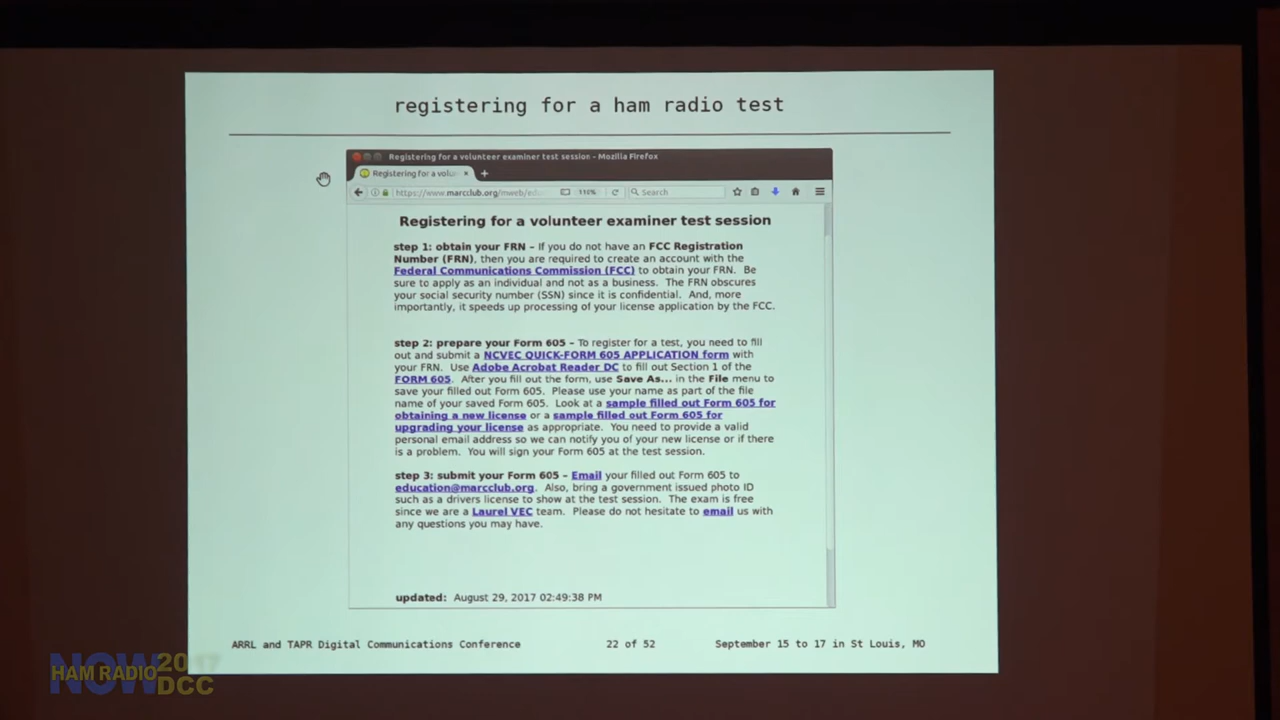 registering for a ham radio test
Registering for a volunteer examiner test session - Mozilla Firefox
Registering for a volu
https://www.marcclub.org/mweb/edu
110%
Search
Registering for a volunteer examiner test session
step 1: obtain your FRN – If you do not have an FCC Registration
Number (FRN), then you are required to create an account with the
Federal Communications Commission (FCC) to obtain your FRN. Be
sure to apply as an individual and not as a business. The FRN obscures
your social security number (SSN) since it is confidential. And, more
importantly, it speeds up processing of your license application by the FCC.
step 2: prepare your Form 605 – To register for a test, you need to fill
out and submit a NCVEC QUICK-FORM 605 APPLICATION form with
your FRN. Use Adobe Acrobat Reader DC to fill out Section 1 of the
FORM 605. After you fill out the form, use Save As... in the File menu to
save your filled out Form 605. Please use your name as part of the file
name of your saved Form 605. Look at a sample filled out Form 605 for
obtaining a new license or a sample filled out Form 605 for
upgrading your license as appropriate. You need to provide a valid
personal email address so we can notify you of your new license or if there
is a problem. You will sign your Form 605 at the test session.
step 3: submit your Form 605 – Email your filled out Form 605 to
education@marcclub.org. Also, bring a government issued photo ID
such as a drivers license to show at the test session. The exam is free
since we are a Laurel VEC team. Please do not hesitate to email us with
any questions you may have.
updated: August 29, 2017 02:49:38 PM
ARRL and TAPR Digital Communications Conference
22 of 52
September 15 to 17 in St Louis, MO
HAM RADIO
NOW
2017
DCC